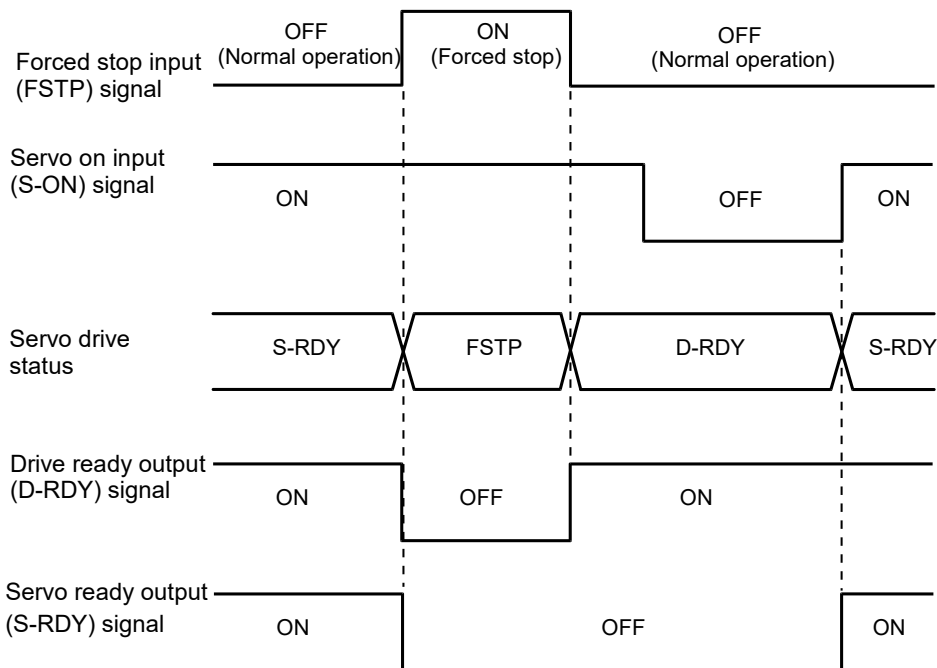 OFF
(Normal operation)
ON
(Forced stop)
OFF
(Normal operation)
Forced stop input
(FSTP) signal
Servo on input
(S-ON) signal
ON
OFF
ON
Servo drive
status
S-RDY
FSTP
D-RDY
S-RDY
Drive ready output
(D-RDY) signal
ON
OFF
ON
Servo ready output
(S-RDY) signal
ON
OFF
ON